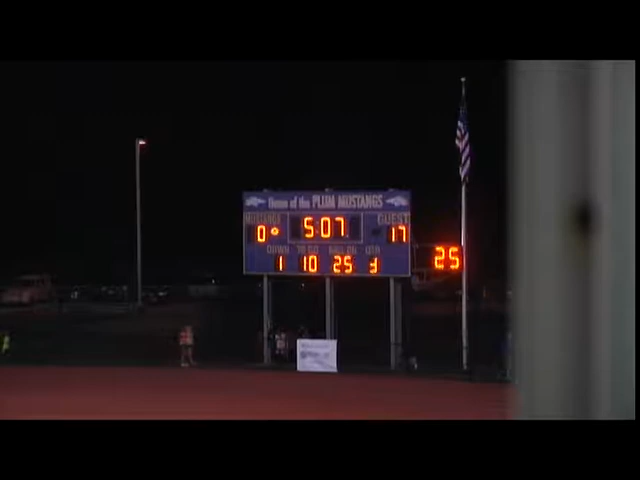 Home of the PLUM MUSTANGS
MUSTANGS GUEST
0 5:07 17
DOWN TO GO BALL ON QTR
1 10 25 3
25